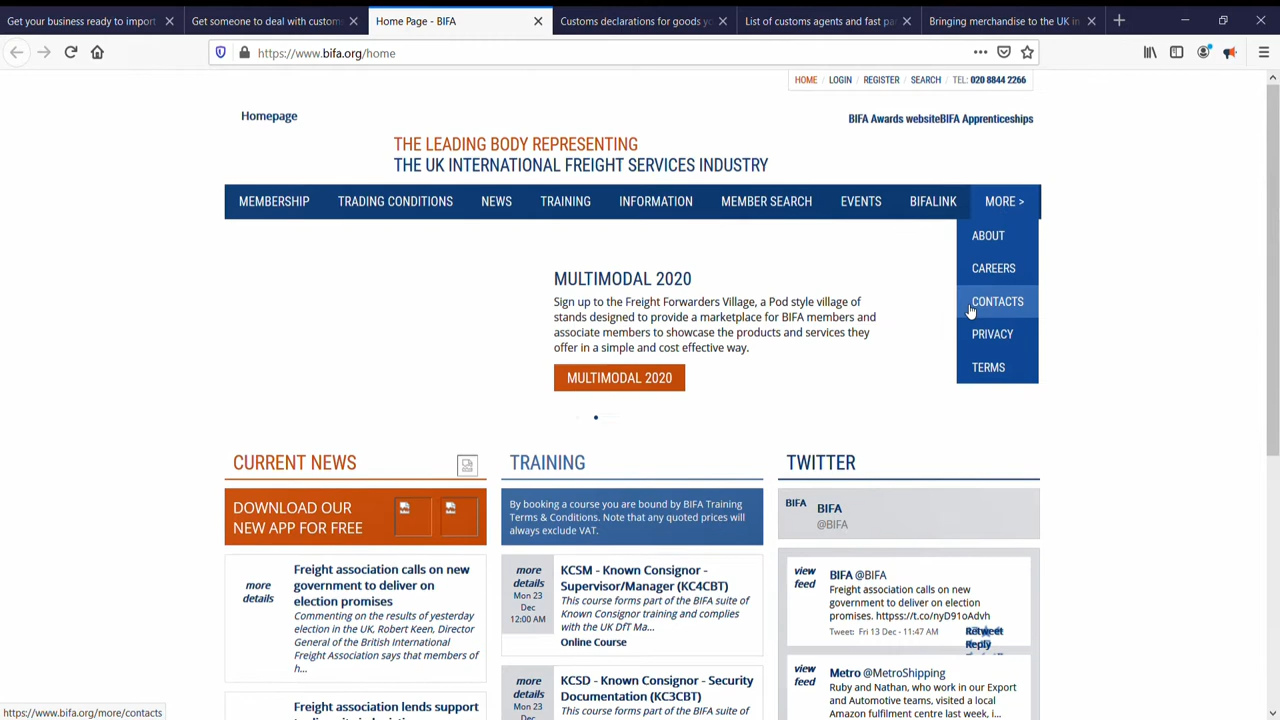 Get your business ready to import
Get someone to deal with customs
Home Page - BIFA
Customs declarations for goods yo
List of customs agents and fast pa
Bringing merchandise to the UK in
https://www.bifa.org/home
HOME / LOGIN / REGISTER / SEARCH / TEL: 020 8844 2266
Homepage
BIFA Awards websiteBIFA Apprenticeships
THE LEADING BODY REPRESENTING
THE UK INTERNATIONAL FREIGHT SERVICES INDUSTRY
MEMBERSHIP TRADING CONDITIONS NEWS TRAINING INFORMATION MEMBER SEARCH EVENTS BIFALINK MORE >
ABOUT
CAREERS
CONTACTS
PRIVACY
TERMS
MULTIMODAL 2020
Sign up to the Freight Forwarders Village, a Pod style village of
stands designed to provide a marketplace for BIFA members and
associate members to showcase the products and services they
offer in a simple and cost effective way.
MULTIMODAL 2020
CURRENT NEWS
DOWNLOAD OUR
NEW APP FOR FREE
more
details
Freight association calls on new
government to deliver on
election promises
Commenting on the results of yesterday
election in the UK, Robert Keen, Director
General of the British International
Freight Association says that members of
h...
Freight association lends support
TRAINING
By booking a course you are bound by BIFA Training
Terms & Conditions. Note that any quoted prices will
always exclude VAT.
more
details
Mon 23
Dec
12:00 AM
KCSM - Known Consignor -
Supervisor/Manager (KC4CBT)
This course forms part of the BIFA suite of
Known Consignor training and complies
with the UK DfT Ma...
Online Course
more
details
Mon 23
Dec
KCSD - Known Consignor - Security
Documentation (KC3CBT)
This course forms part of the BIFA suite of
TWITTER
BIFA
BIFA
@BIFA
view
feed
BIFA @BIFA
Freight association calls on new
government to deliver on election
promises. httpss://t.co/nyD91oAdvh
Tweet: Fri 13 Dec - 11:47 AM
Retweet
Reply
view
feed
Metro @MetroShipping
Ruby and Nathan, who work in our Export
and Automotive teams, visited a local
Amazon fulfilment centre last week, i...
https://www.bifa.org/more/contacts